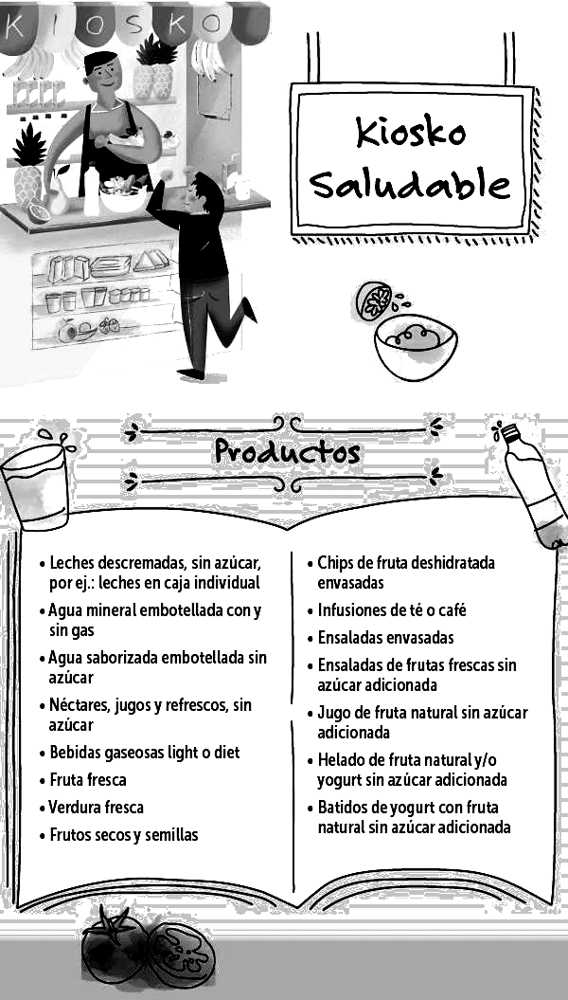 KIOSKO
Kiosko
Saludable
Productos
• Leches descremadas, sin azúcar,
por ej.: leches en caja individual
• Agua mineral embotellada con y
sin gas
• Agua saborizada embotellada sin
azúcar
• Néctares, jugos y refrescos, sin
azúcar
• Bebidas gaseosas light o diet
• Fruta fresca
• Verdura fresca
• Frutos secos y semillas
• Chips de fruta deshidratada
envasadas
• Infusiones de té o café
• Ensaladas envasadas
• Ensaladas de frutas frescas sin
azúcar adicionada
• Jugo de fruta natural sin azúcar
adicionada
• Helado de fruta natural y/o
yogurt sin azúcar adicionada
• Batidos de yogurt con fruta
natural sin azúcar adicionada